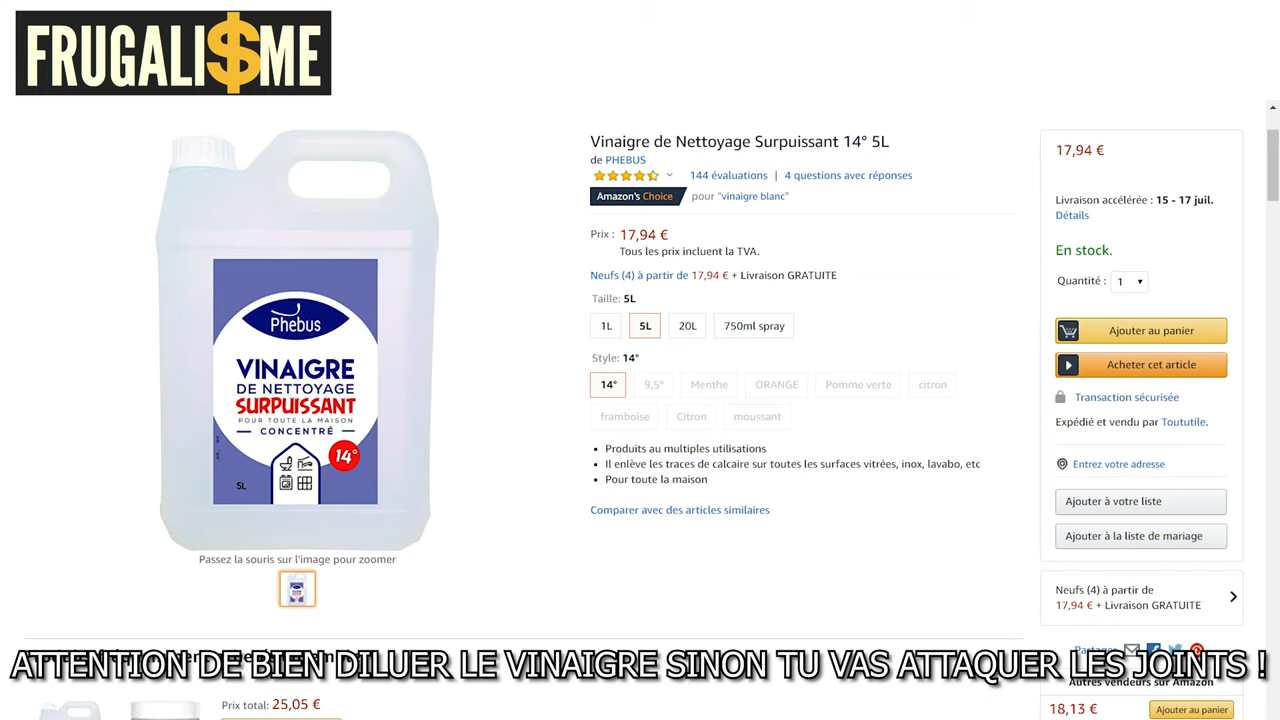 FRUGALI$ME
Vinaigre de Nettoyage Surpuissant 14° 5L
de PHEBUS
144 évaluations | 4 questions avec réponses
Amazon's Choice pour "vinaigre blanc"
Prix : 17,94 €
Tous les prix incluent la TVA.
Neufs (4) à partir de 17,94 € + Livraison GRATUITE
Taille: 5L
1L 5L 20L 750ml spray
Style: 14°
14° 9,5° Menthe ORANGE Pomme verte citron
framboise Citron moussant
Produits au multiples utilisations
Il enlève les traces de calcaire sur toutes les surfaces vitrées, inox, lavabo, etc
Pour toute la maison
Comparer avec des articles similaires
Phebus
VINAIGRE
DE NETTOYAGE
SURPUISSANT
POUR TOUTE LA MAISON
CONCENTRÉ
14°
5L
Passez la souris sur l'image pour zoomer
17,94 €
Livraison accélérée : 15 - 17 juil.
Détails
En stock.
Quantité : 1
Ajouter au panier
Acheter cet article
Transaction sécurisée
Expédié et vendu par Toututile.
Entrez votre adresse
Ajouter à votre liste
Ajouter à la liste de mariage
Neufs (4) à partir de
17,94 € + Livraison GRATUITE
Partager
ATTENTION DE BIEN DILUER LE VINAIGRE SINON TU VAS ATTAQUER LES JOINTS !
Autres vendeurs sur Amazon
Prix total: 25,05 €
18,13 € Ajouter au panier